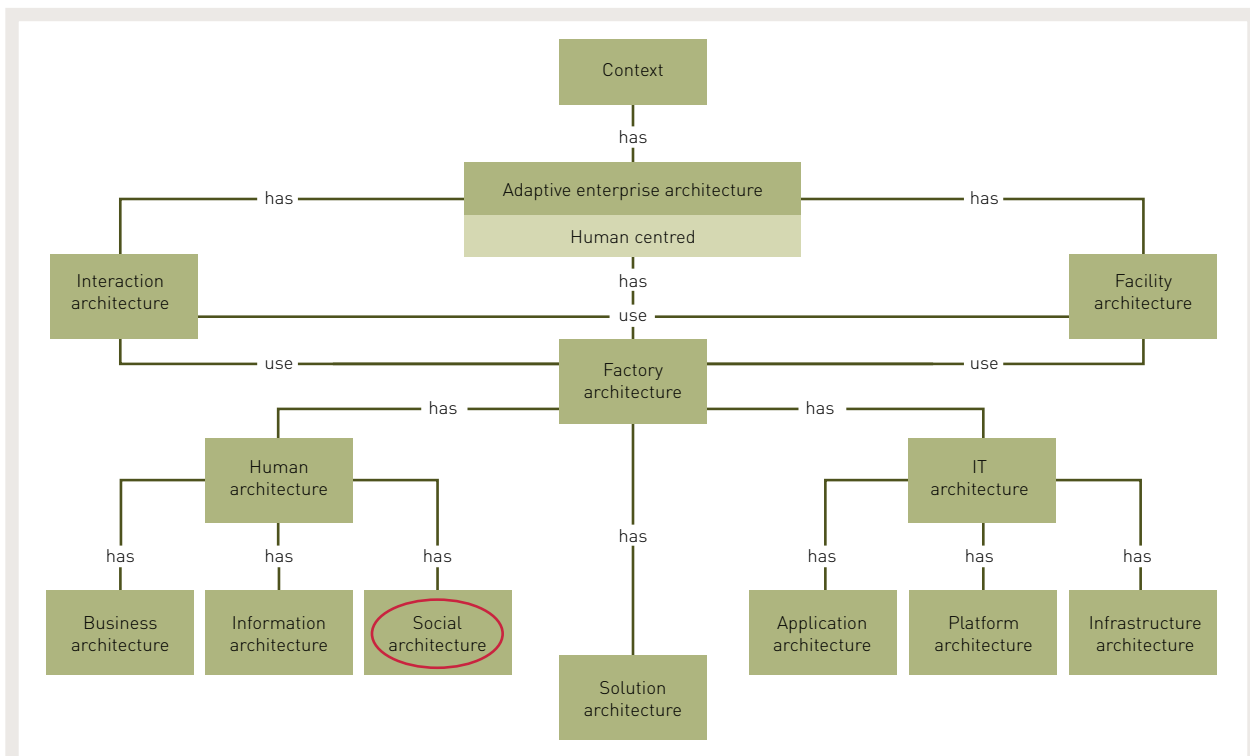 Context
has
Adaptive enterprise architecture
has
has
Human centred
Interaction
architecture
has
Facility
architecture
use
use
Factory
architecture
use
has
has
Human
architecture
IT
architecture
has
has
has
has
has
has
has
Business
architecture
Information
architecture
Social
architecture
Application
architecture
Platform
architecture
Infrastructure
architecture
Solution
architecture